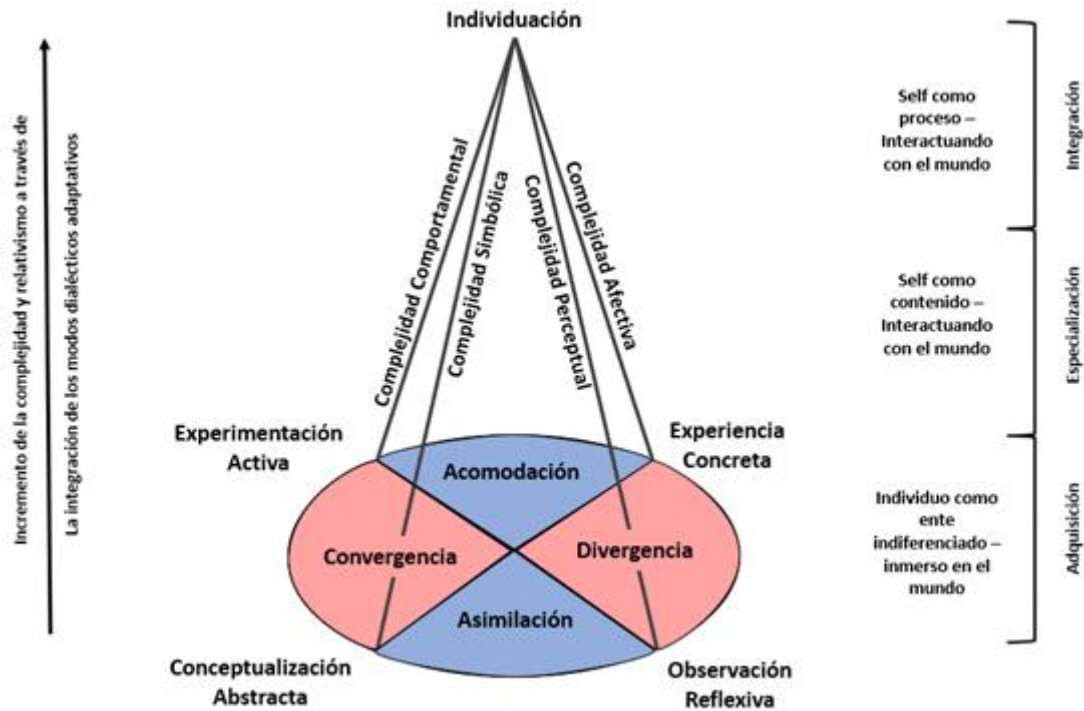 Individuación
Incremento de la complejidad y relativismo a través de
La integración de los modos dialécticos adaptativos
Complejidad Comportamental
Complejidad Simbólica
Complejidad Perceptual
Complejidad Afectiva
Self como
proceso –
Interactuando
con el mundo
Integración
Self como
contenido –
Interactuando
con el mundo
Especialización
Experimentación
Activa
Experiencia
Concreta
Acomodación
Convergencia
Divergencia
Asimilación
Individuo como
ente
indiferenciado –
inmerso en el
mundo
Adquisición
Conceptualización
Abstracta
Observación
Reflexiva